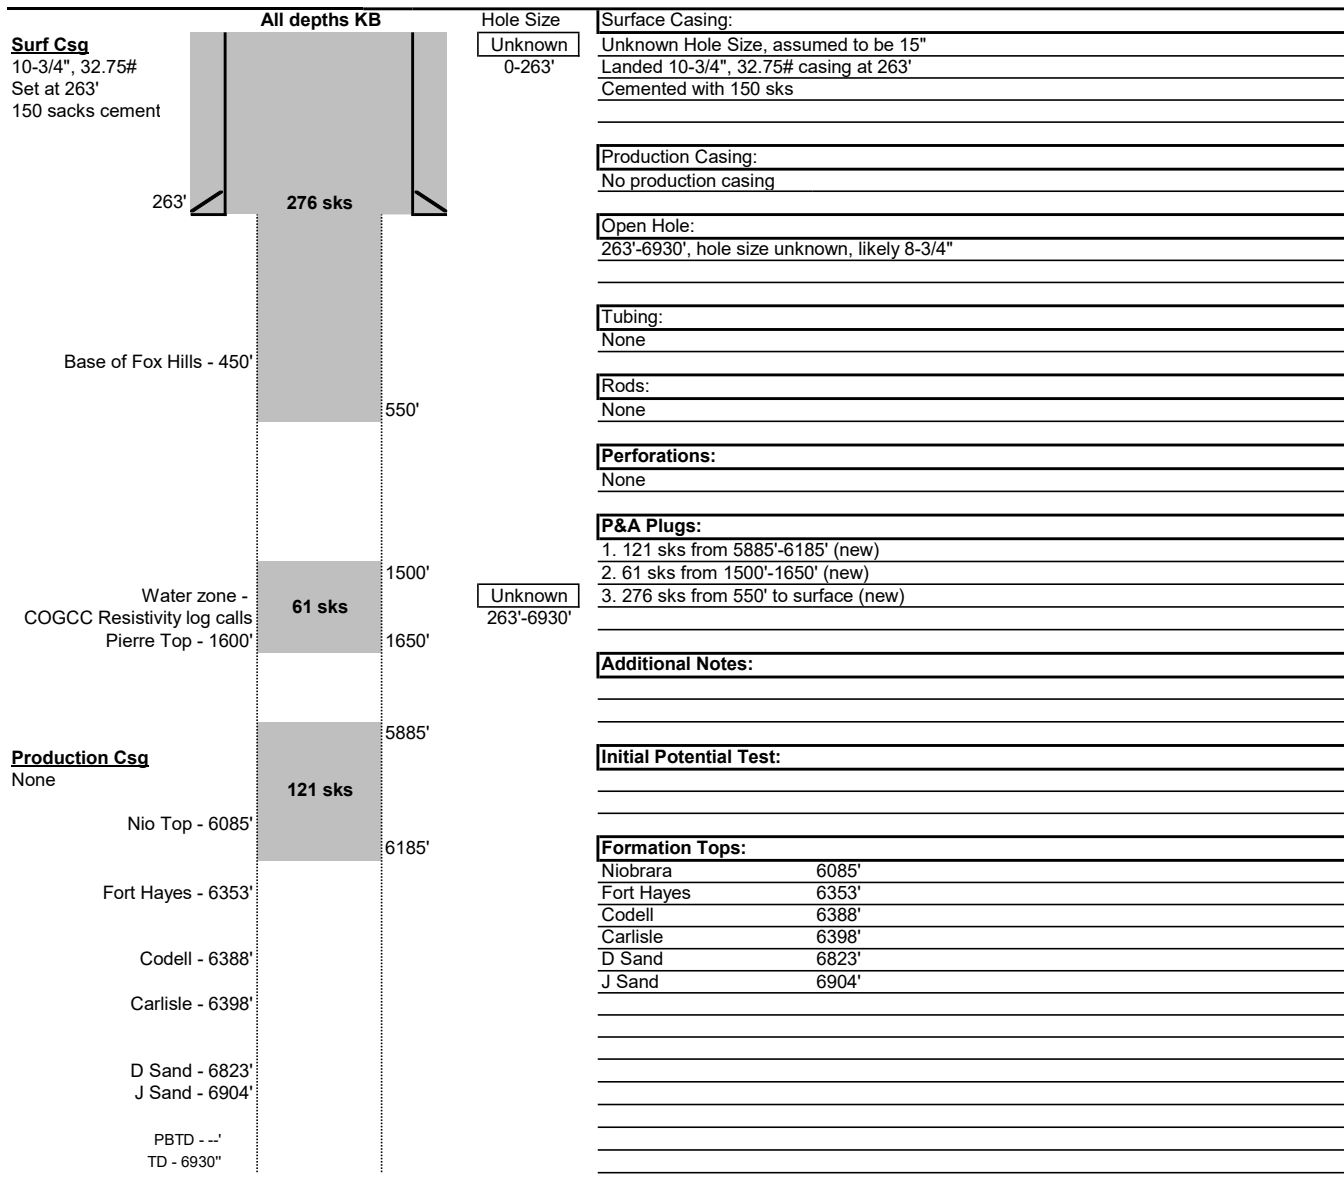 All depths KB
Hole Size
Surf Csg
10-3/4", 32.75#
Set at 263'
150 sacks cement
Unknown
0-263'
263'
276 sks
Base of Fox Hills - 450'
550'
1500'
Water zone -
COGCC Resistivity log calls
Pierre Top - 1600'
61 sks
1650'
Unknown
263'-6930'
5885'
Production Csg
None
121 sks
Nio Top - 6085'
6185'
Fort Hayes - 6353'
Codell - 6388'
Carlisle - 6398'
D Sand - 6823'
J Sand - 6904'
PBTD - --'
TD - 6930"
Surface Casing:
Unknown Hole Size, assumed to be 15"
Landed 10-3/4", 32.75# casing at 263'
Cemented with 150 sks
Production Casing:
No production casing
Open Hole:
263'-6930', hole size unknown, likely 8-3/4"
Tubing:
None
Rods:
None
Perforations:
None
P&A Plugs:
1. 121 sks from 5885'-6185' (new)
2. 61 sks from 1500'-1650' (new)
3. 276 sks from 550' to surface (new)
Additional Notes:
Initial Potential Test:
Formation Tops:
Niobrara 6085'
Fort Hayes 6353'
Codell 6388'
Carlisle 6398'
D Sand 6823'
J Sand 6904'